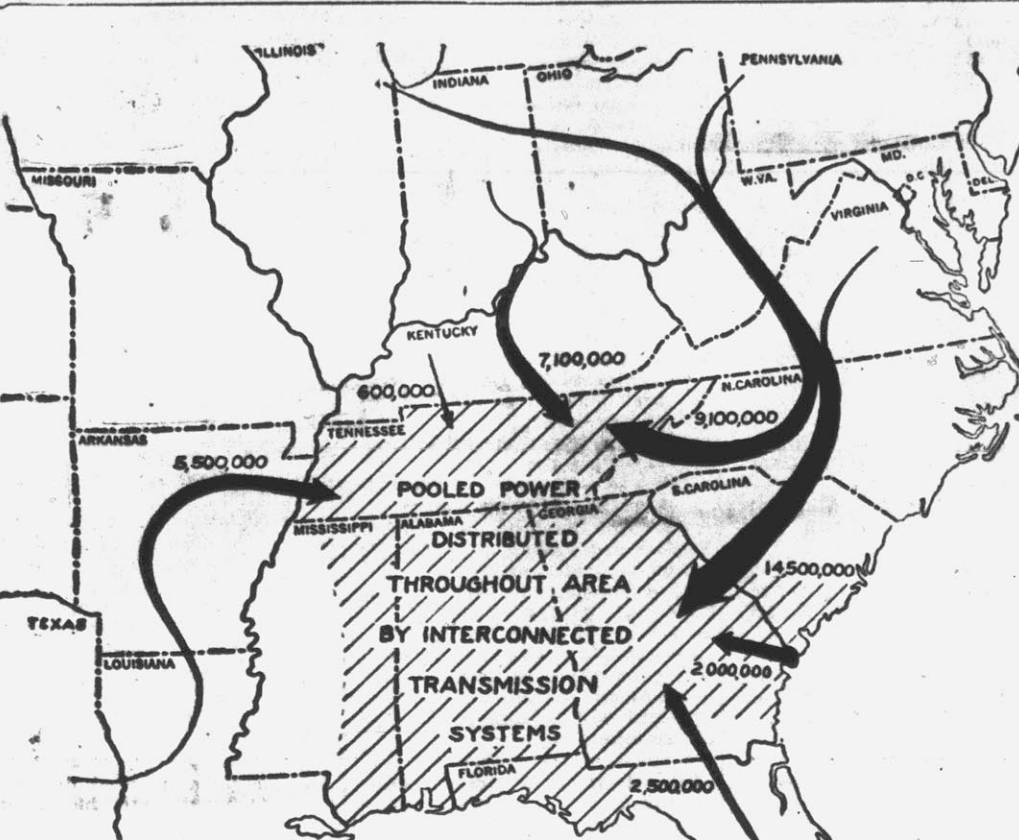 ILLINOIS
INDIANA
OHIO
PENNSYLVANIA
MISSOURI
W.VA.
MD.
D.C.
DEL.
VIRGINIA
KENTUCKY
7,100,000
600,000
N.CAROLINA
9,100,000
ARKANSAS
TENNESSEE
5,500,000
S.CAROLINA
POOLED POWER
MISSISSIPPI
ALABAMA
GEORGIA
DISTRIBUTED
14,500,000
THROUGHOUT AREA
TEXAS
BY INTERCONNECTED
LOUISIANA
2,000,000
TRANSMISSION
SYSTEMS
FLORIDA
2,500,000